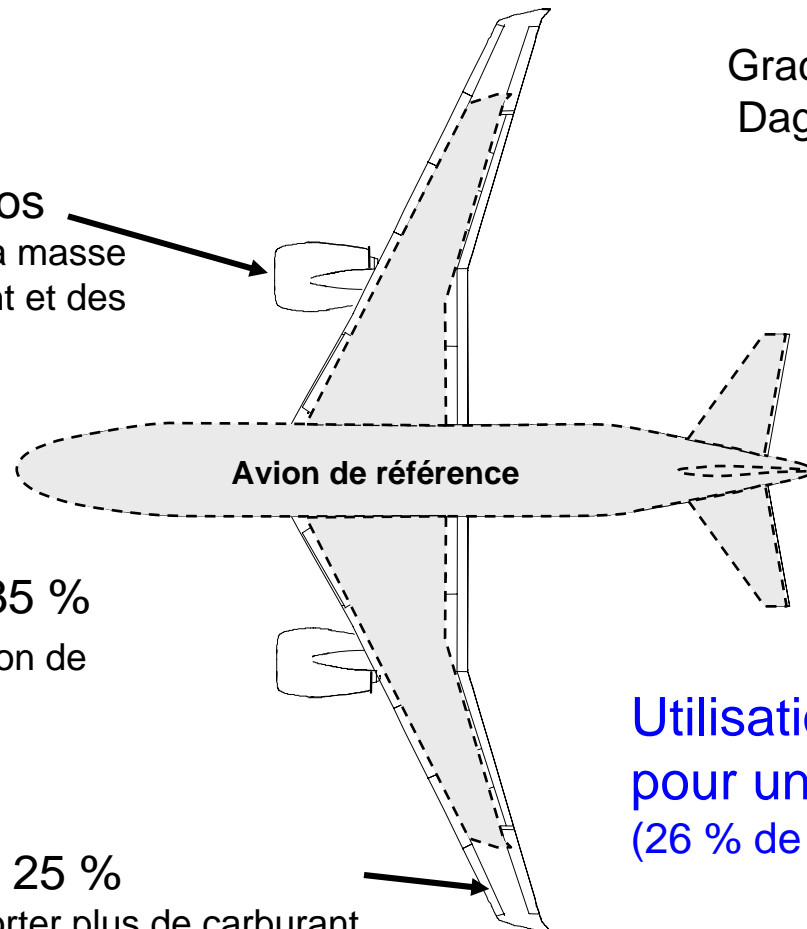 Grac
Dag
os
a masse
nt et des
Avion de référence
35 %
on de
Utilisatio
pour un
(26 % de
25 %
orter plus de carburant